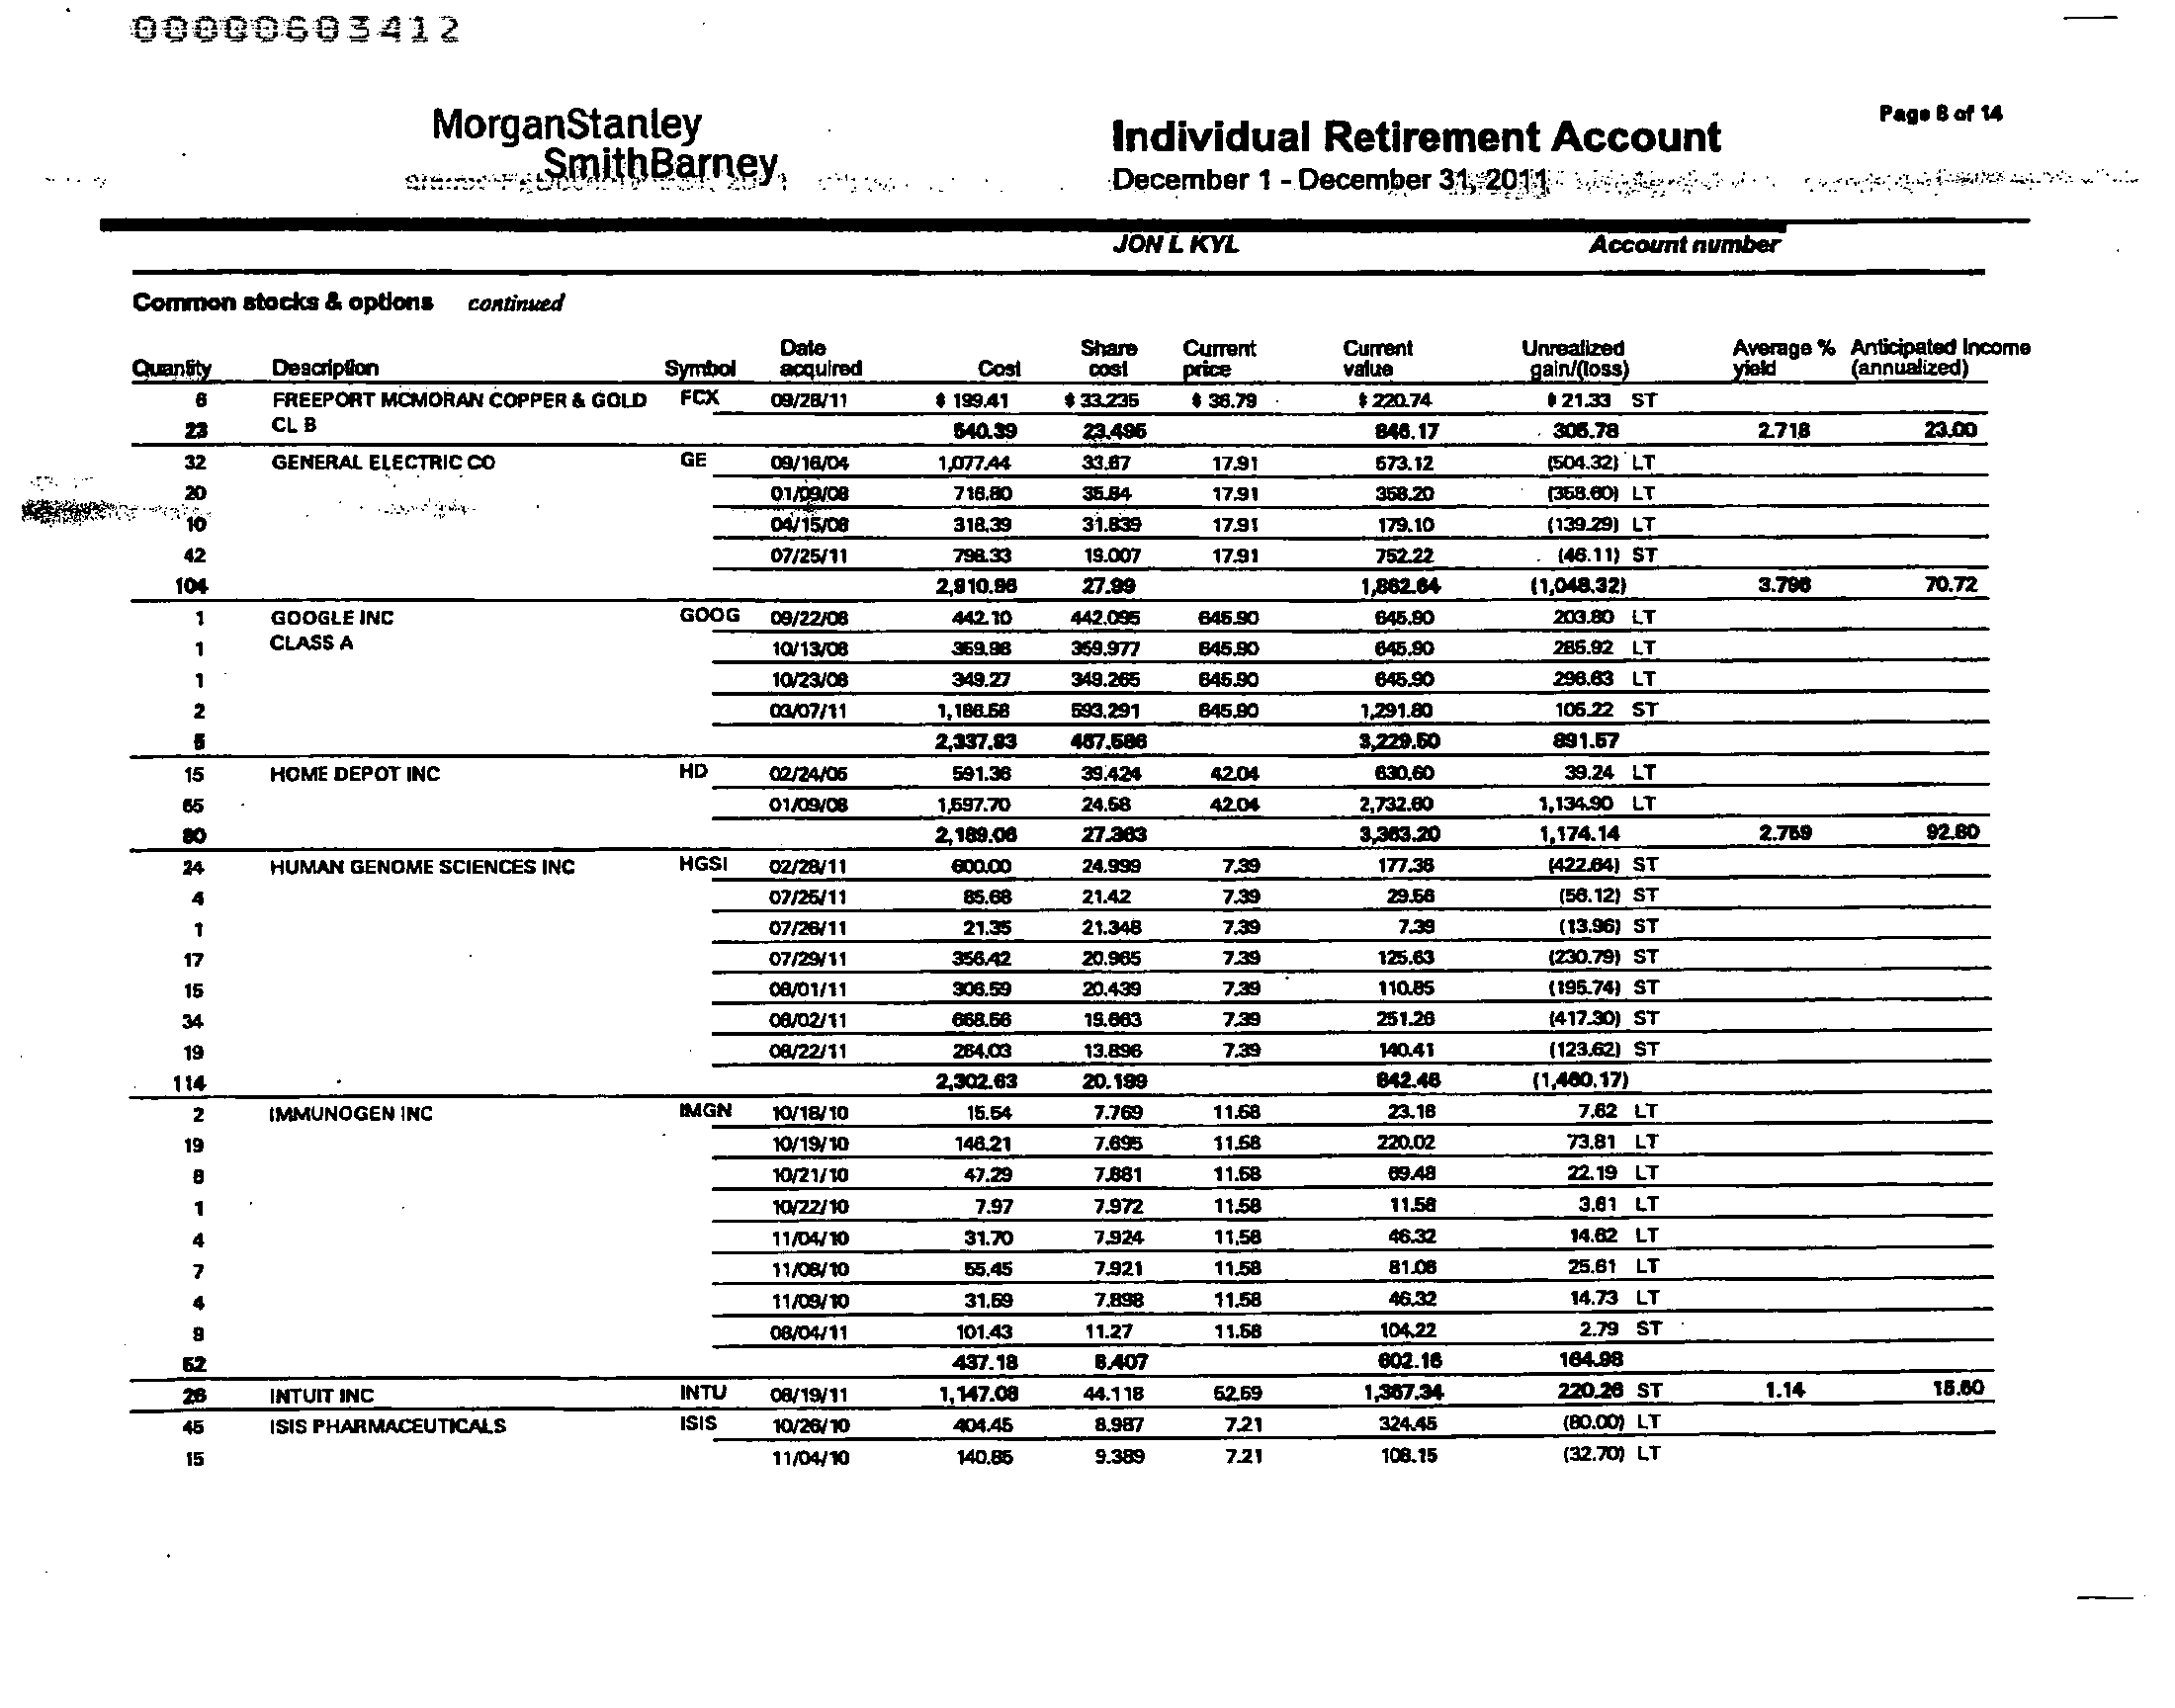 00000603412
MorganStanley
SmithBarney
Individual Retirement Account
December 1 - December 31, 2011
Page 8 of 14
JON L KYL Account number
Common stocks & options continued
Quantity Description Symbol Date acquired Cost Share cost Current price Current value Unrealized gain/(loss) Average % yield Anticipated Income (annualized)
6 FREEPORT MCMORAN COPPER & GOLD FCX 09/28/11 $ 199.41 $ 33.235 $ 36.79 $ 220.74 $ 21.33 ST
23 CL B 540.39 23.495 846.17 305.78 2.718 23.00
32 GENERAL ELECTRIC CO GE 09/16/04 1,077.44 33.67 17.91 573.12 (504.32) LT
20 01/09/08 716.80 35.84 17.91 358.20 (358.60) LT
10 04/15/08 318.39 31.839 17.91 179.10 (139.29) LT
42 07/25/11 798.33 19.007 17.91 752.22 (46.11) ST
104 2,910.96 27.99 1,862.64 (1,048.32) 3.796 70.72
1 GOOGLE INC GOOG 09/22/08 442.10 442.095 645.90 645.90 203.80 LT
1 CLASS A 10/13/08 359.98 359.977 645.90 645.90 285.92 LT
1 10/23/08 349.27 349.265 645.90 645.90 296.63 LT
2 03/07/11 1,186.58 593.291 645.90 1,291.80 105.22 ST
5 2,337.93 467.586 3,229.50 891.57
15 HOME DEPOT INC HD 02/24/05 591.36 39.424 42.04 630.60 39.24 LT
65 01/09/08 1,597.70 24.58 42.04 2,732.60 1,134.90 LT
80 2,189.06 27.363 3,363.20 1,174.14 2.759 92.80
24 HUMAN GENOME SCIENCES INC HGSI 02/28/11 600.00 24.999 7.39 177.36 (422.64) ST
4 07/25/11 85.68 21.42 7.39 29.56 (56.12) ST
1 07/26/11 21.35 21.348 7.39 7.39 (13.96) ST
17 07/29/11 356.42 20.965 7.39 125.63 (230.79) ST
15 08/01/11 306.59 20.439 7.39 110.85 (195.74) ST
34 08/02/11 668.56 19.663 7.39 251.26 (417.30) ST
19 08/22/11 264.03 13.896 7.39 140.41 (123.62) ST
114 2,302.63 20.199 842.46 (1,460.17)
2 IMMUNOGEN INC IMGN 10/18/10 15.54 7.769 11.58 23.16 7.62 LT
19 10/19/10 146.21 7.695 11.58 220.02 73.81 LT
6 10/21/10 47.29 7.881 11.58 69.48 22.19 LT
1 10/22/10 7.97 7.972 11.58 11.58 3.61 LT
4 11/04/10 31.70 7.924 11.58 46.32 14.62 LT
7 11/08/10 55.45 7.921 11.58 81.06 25.61 LT
4 11/09/10 31.59 7.898 11.58 46.32 14.73 LT
9 08/04/11 101.43 11.27 11.58 104.22 2.79 ST
52 437.18 8.407 602.16 164.98
26 INTUIT INC INTU 08/19/11 1,147.08 44.118 52.59 1,367.34 220.26 ST 1.14 15.60
45 ISIS PHARMACEUTICALS ISIS 10/26/10 404.45 8.987 7.21 324.45 (80.00) LT
15 11/04/10 140.85 9.389 7.21 108.15 (32.70) LT